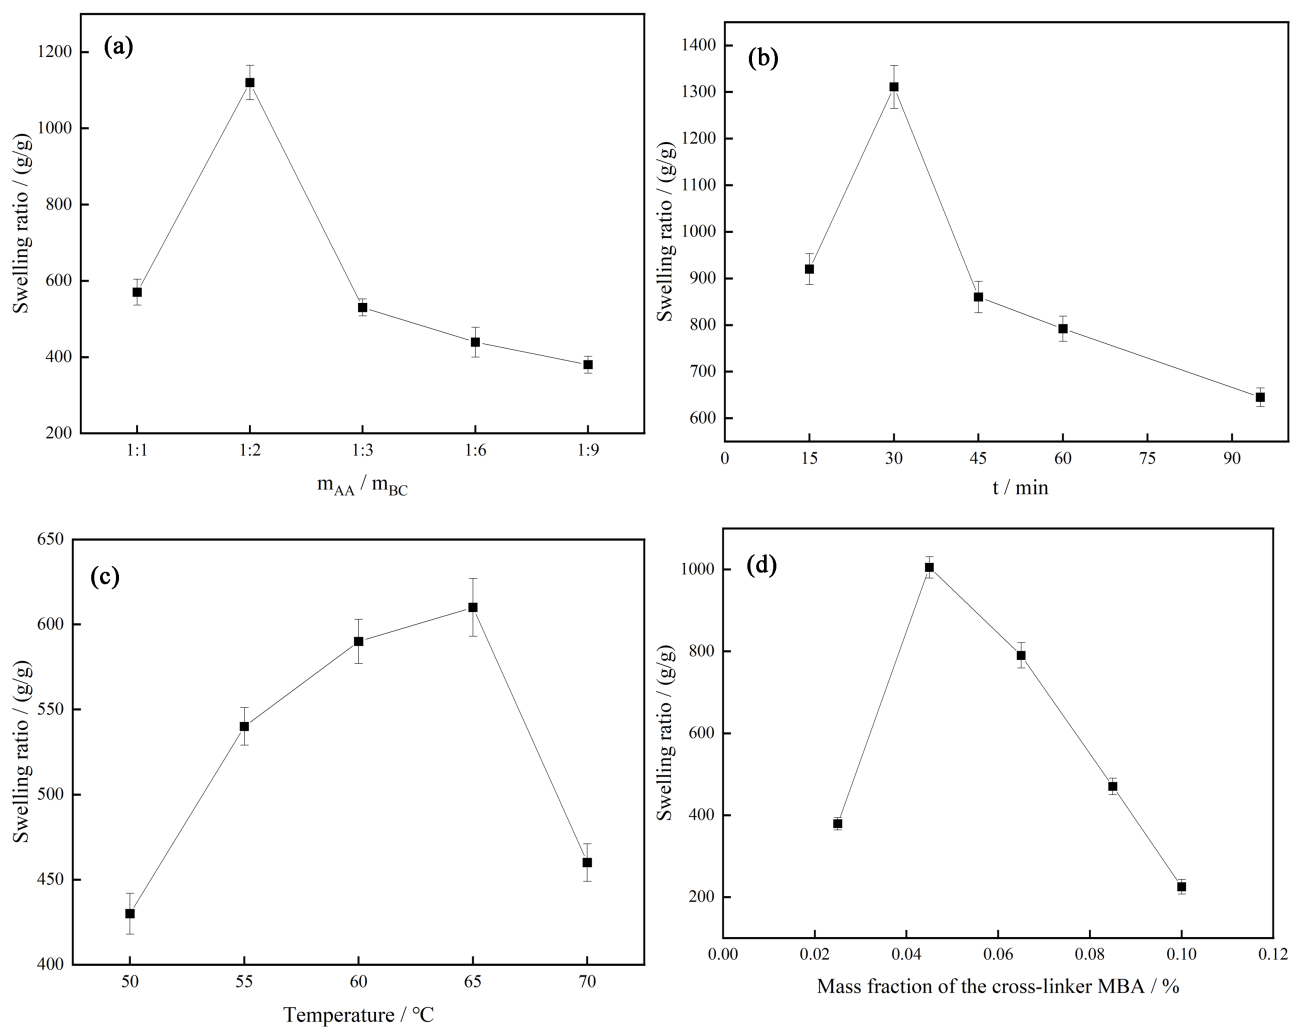 (a)
1200
1000
800
600
400
200
Swelling ratio / (g/g)
1:1 1:2 1:3 1:6 1:9
mAA / mBC
(b)
1400
1300
1200
1100
1000
900
800
700
600
Swelling ratio / (g/g)
0 15 30 45 60 75 90
t / min
(c)
650
600
550
500
450
400
Swelling ratio / (g/g)
50 55 60 65 70
Temperature / °C
(d)
1000
800
600
400
200
Swelling ratio / (g/g)
0.00 0.02 0.04 0.06 0.08 0.10 0.12
Mass fraction of the cross-linker MBA / %